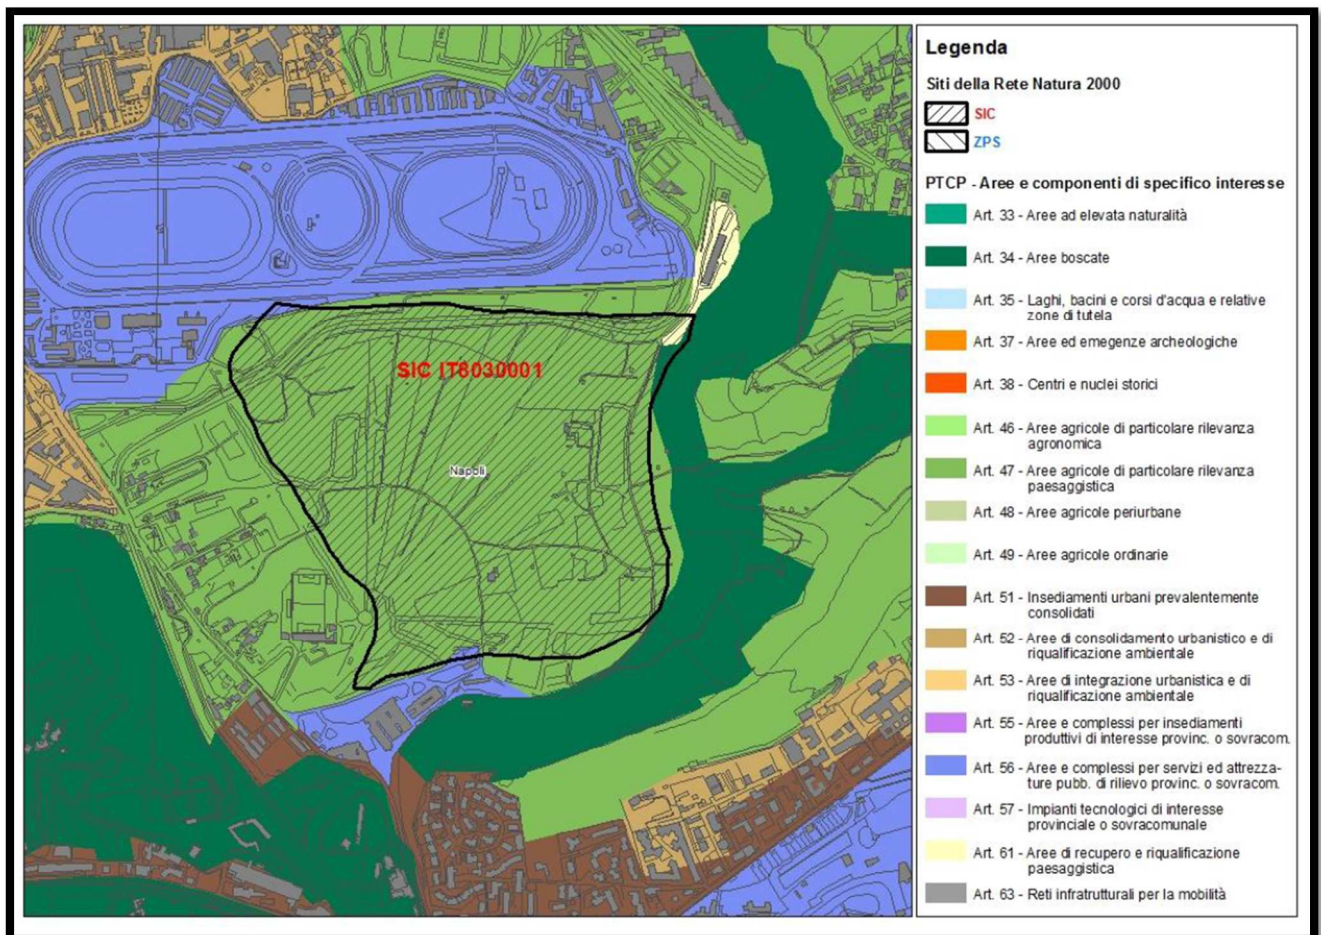 SIC IT8030001
Napoli
Legenda
Siti della Rete Natura 2000
SIC
ZPS
PTCP - Aree e componenti di specifico interesse
Art. 33 - Aree ad elevata naturalità
Art. 34 - Aree boscate
Art. 35 - Laghi, bacini e corsi d'acqua e relative
zone di tutela
Art. 37 - Aree ed emegenze archeologiche
Art. 38 - Centri e nuclei storici
Art. 46 - Aree agricole di particolare rilevanza
agronomica
Art. 47 - Aree agricole di particolare rilevanza
paesaggistica
Art. 48 - Aree agricole periurbane
Art. 49 - Aree agricole ordinarie
Art. 51 - Insediamenti urbani prevalentemente
consolidati
Art. 52 - Aree di consolidamento urbanistico e di
riqualificazione ambientale
Art. 53 - Aree di integrazione urbanistica e di
riqualificazione ambientale
Art. 55 - Aree e complessi per insediamenti
produttivi di interesse provinc. o sovracom.
Art. 56 - Aree e complessi per servizi ed attrezza-
ture pubb. di rilievo provinc. o sovracom.
Art. 57 - Impianti tecnologici di interesse
provinciale o sovracomunale
Art. 61 - Aree di recupero e riqualificazione
paesaggistica
Art. 63 - Reti infratrutturali per la mobilità